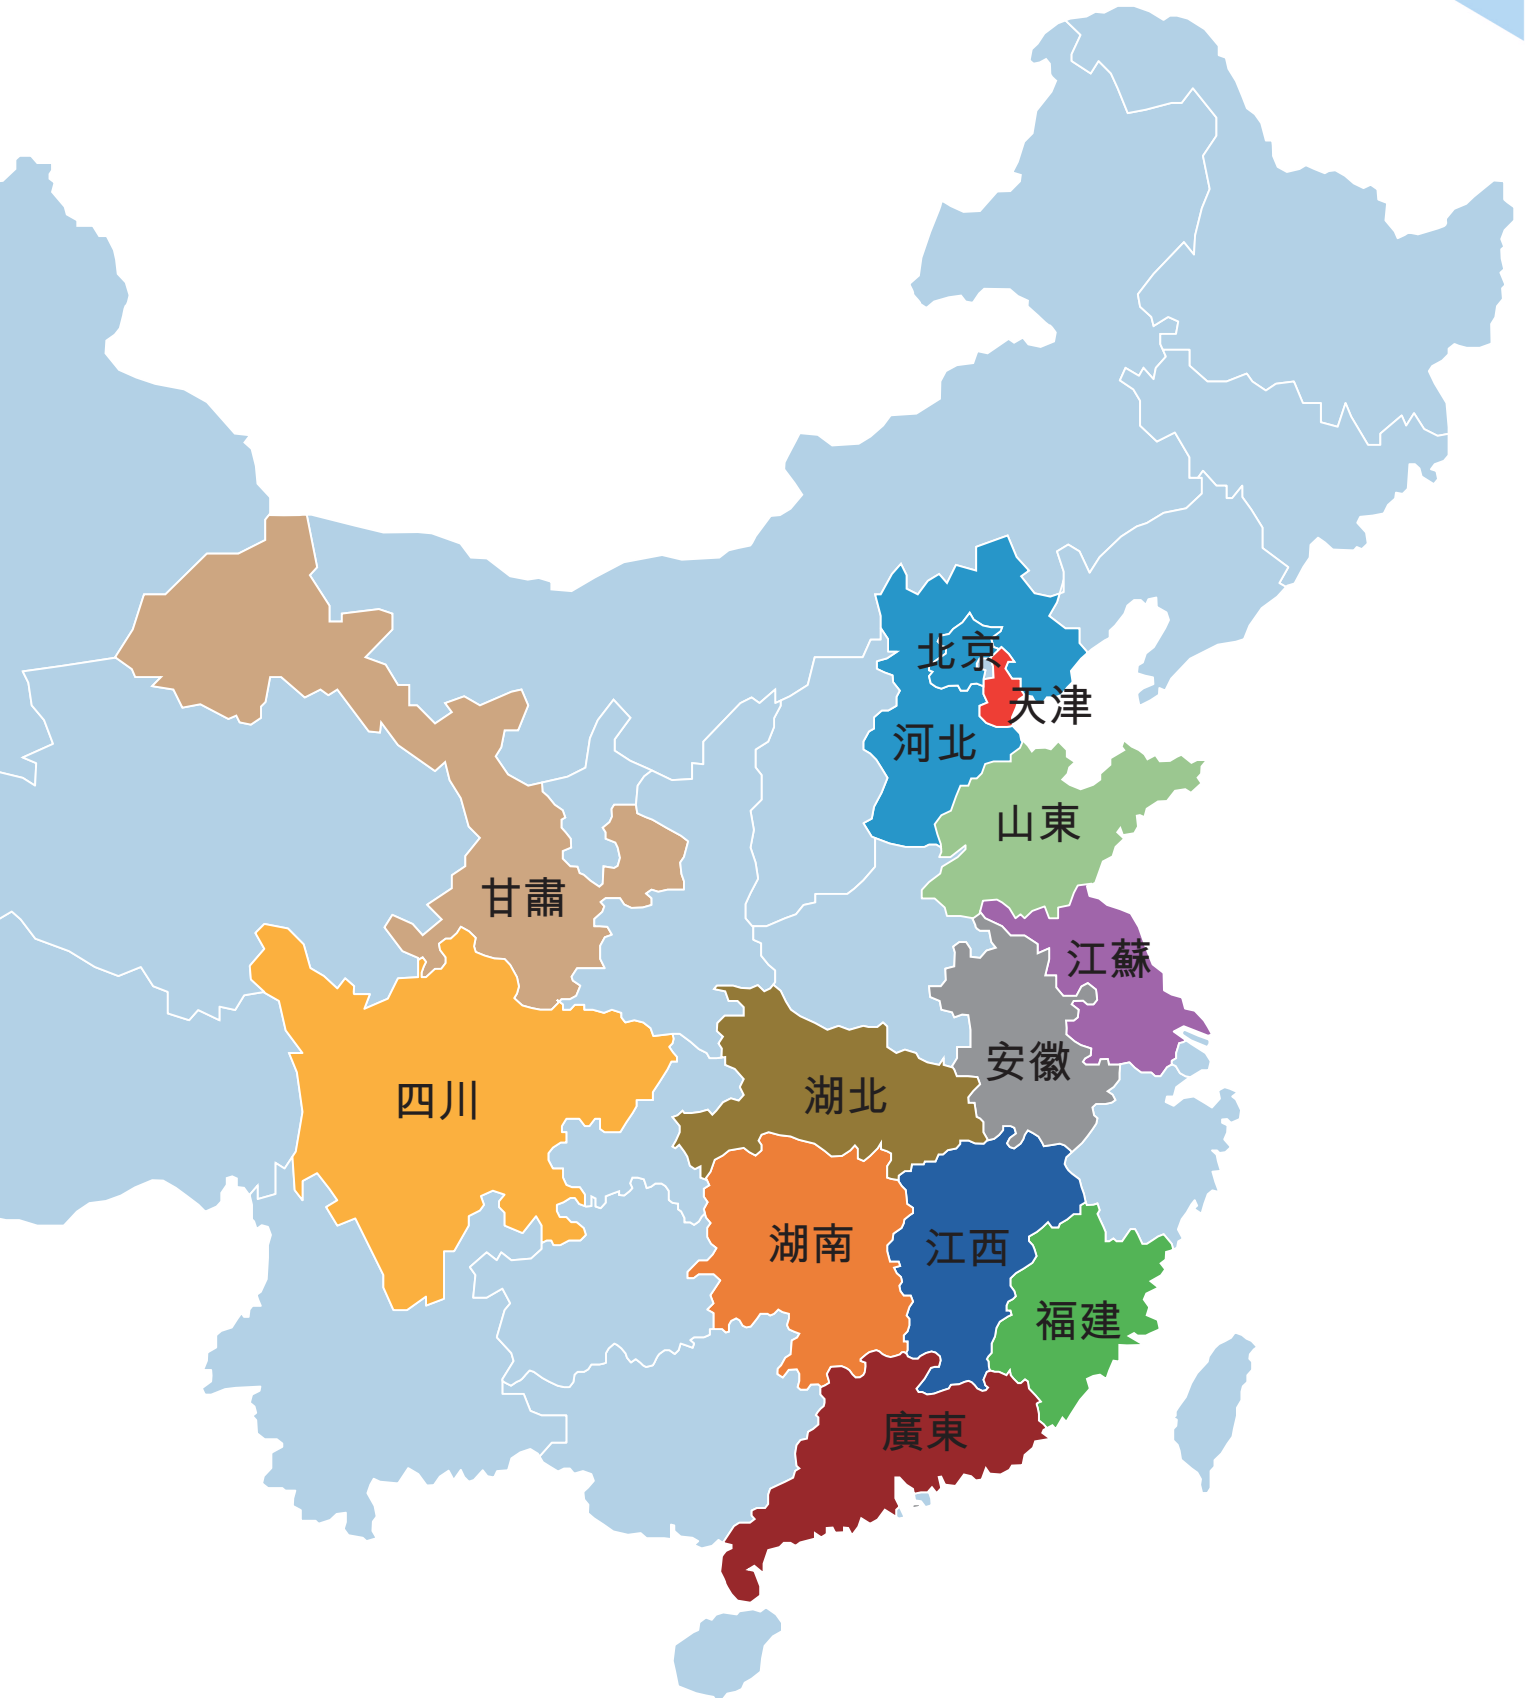 北京
天津
河北
山東
甘肅
江蘇
安徽
湖北
四川
湖南
江西
福建
廣東